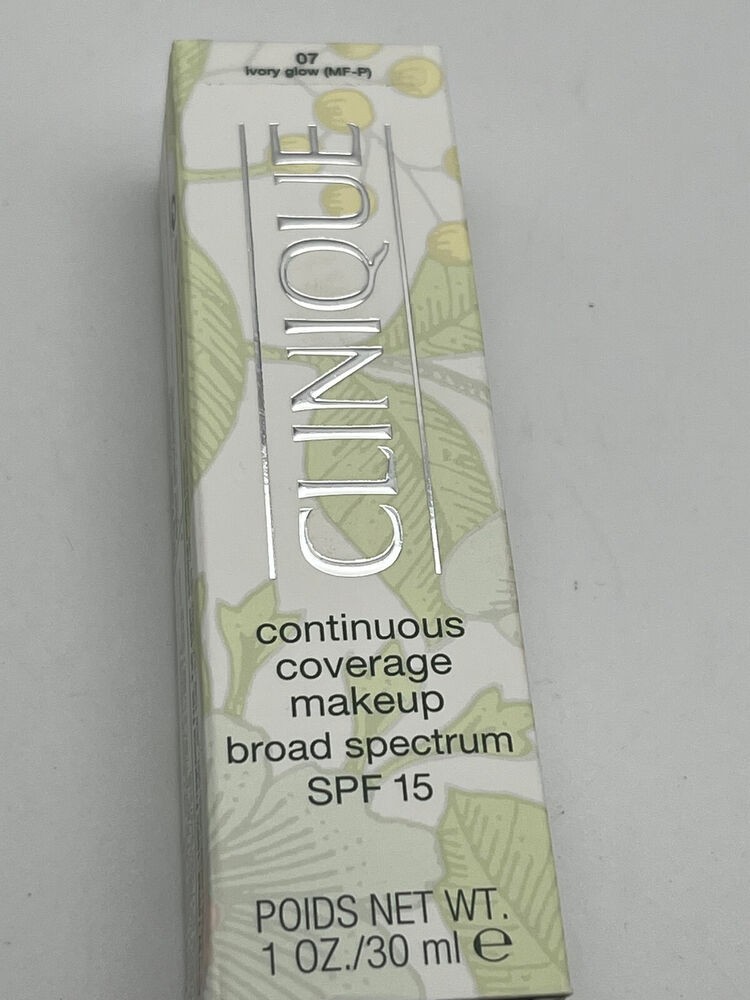 07
ivory glow (MF-P)
CLINIQUE
continuous
coverage
makeup
broad spectrum
SPF 15
POIDS NET WT.
1 OZ./30 ml ℮